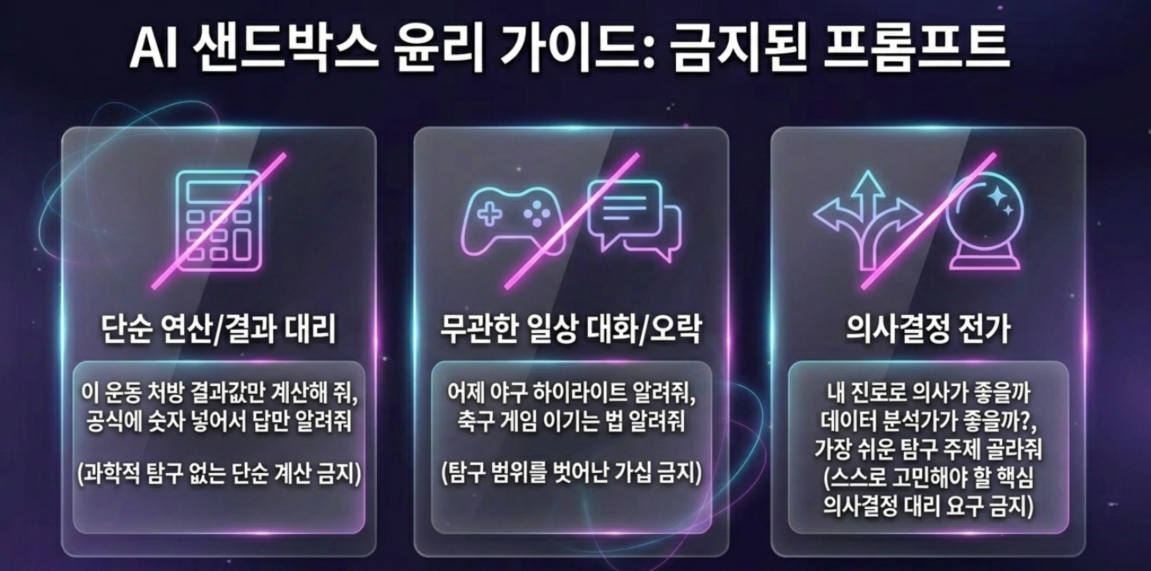 AI 샌드박스 윤리 가이드: 금지된 프롬프트
단순 연산/결과 대리
이 운동 처방 결과값만 계산해 줘,
공식에 숫자 넣어서 답만 알려줘
(과학적 탐구 없는 단순 계산 금지)
무관한 일상 대화/오락
어제 야구 하이라이트 알려줘,
축구 게임 이기는 법 알려줘
(탐구 범위를 벗어난 가십 금지)
의사결정 전가
내 진로로 의사가 좋을까
데이터 분석가가 좋을까?,
가장 쉬운 탐구 주제 골라줘
(스스로 고민해야 할 핵심
의사결정 대리 요구 금지)